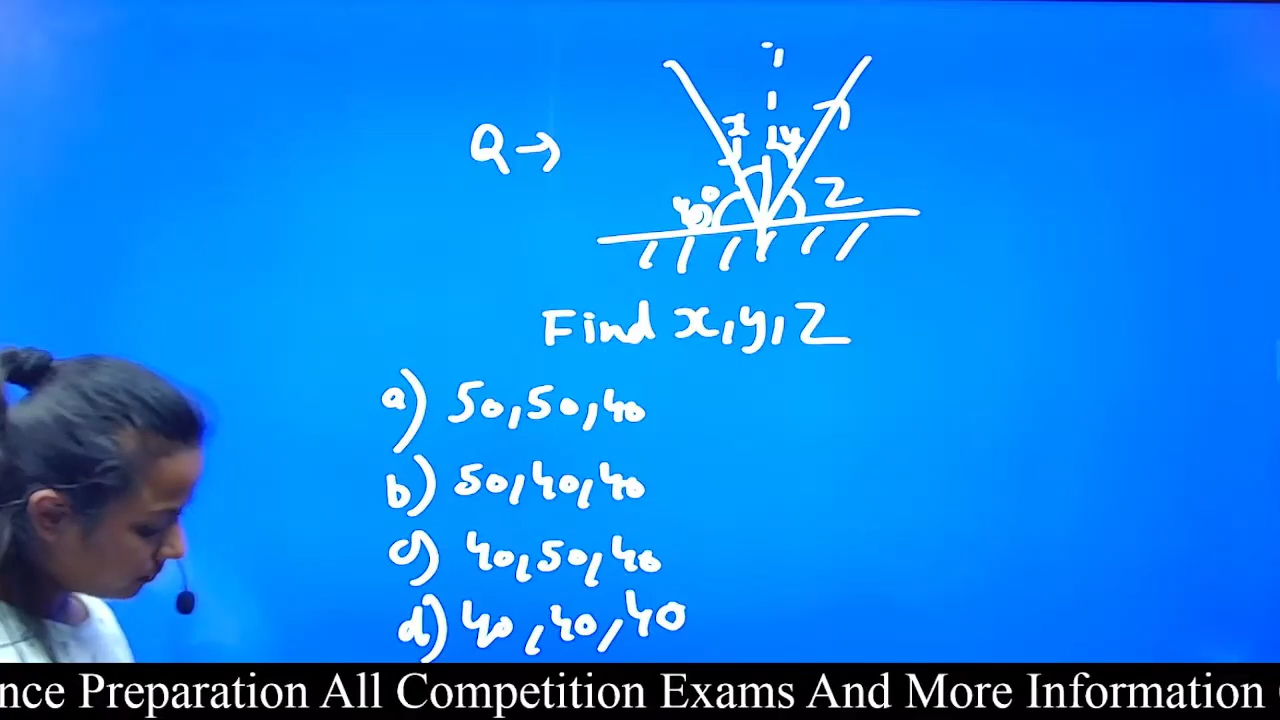 Q →
x y
40° z
Find x, y, z
a) 50, 50, 40
b) 50, 40, 40
c) 40, 50, 40
d) 40, 40, 40
nce Preparation All Competition Exams And More Information